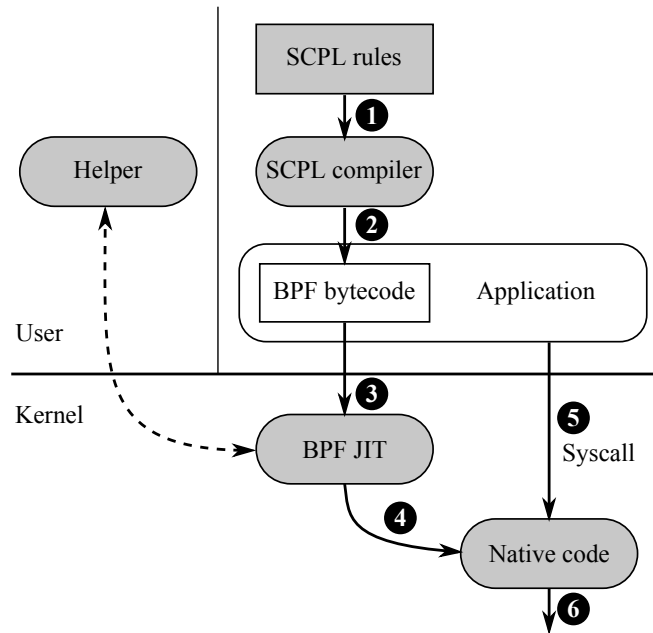 SCPL rules
1
Helper
SCPL compiler
2
BPF bytecode
Application
User
Kernel
3
5
BPF JIT
Syscall
4
Native code
6